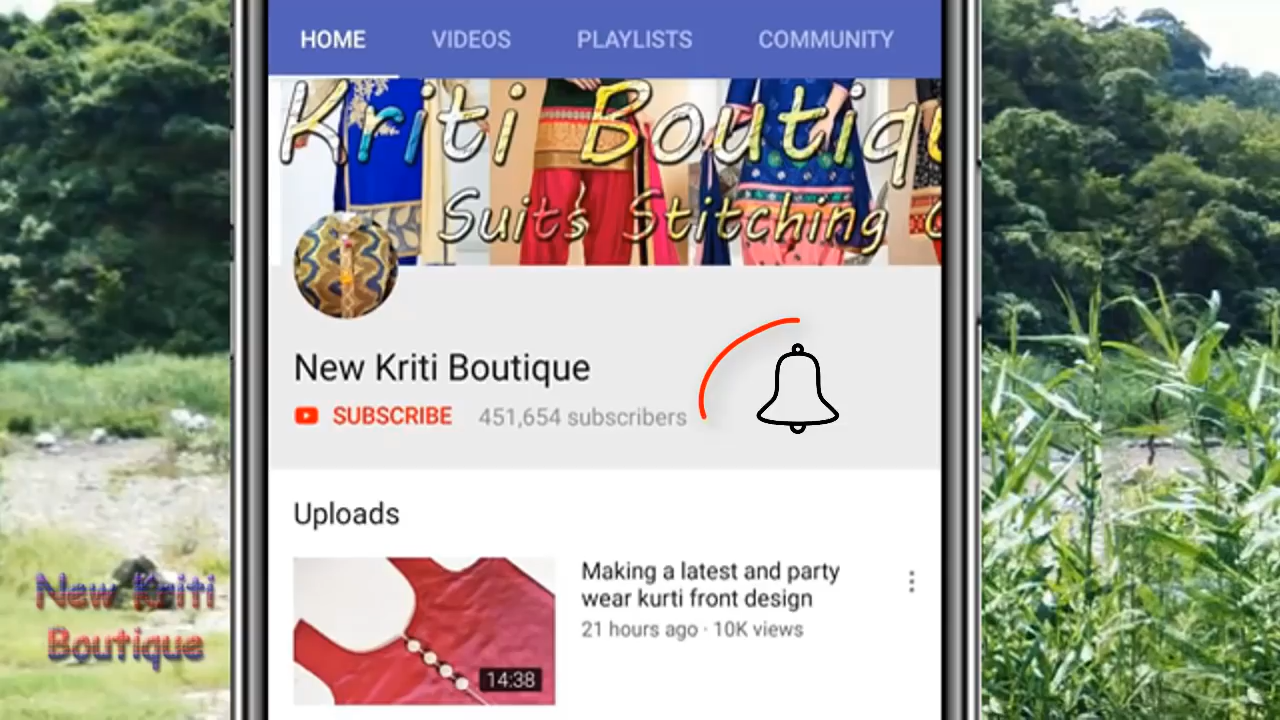 HOME VIDEOS PLAYLISTS COMMUNITY
Kriti Boutiqu
Suits Stitching
New Kriti Boutique
SUBSCRIBE 451,654 subscribers
Uploads
Making a latest and party
wear kurti front design
21 hours ago · 10K views
14:38
New Kriti
Boutique